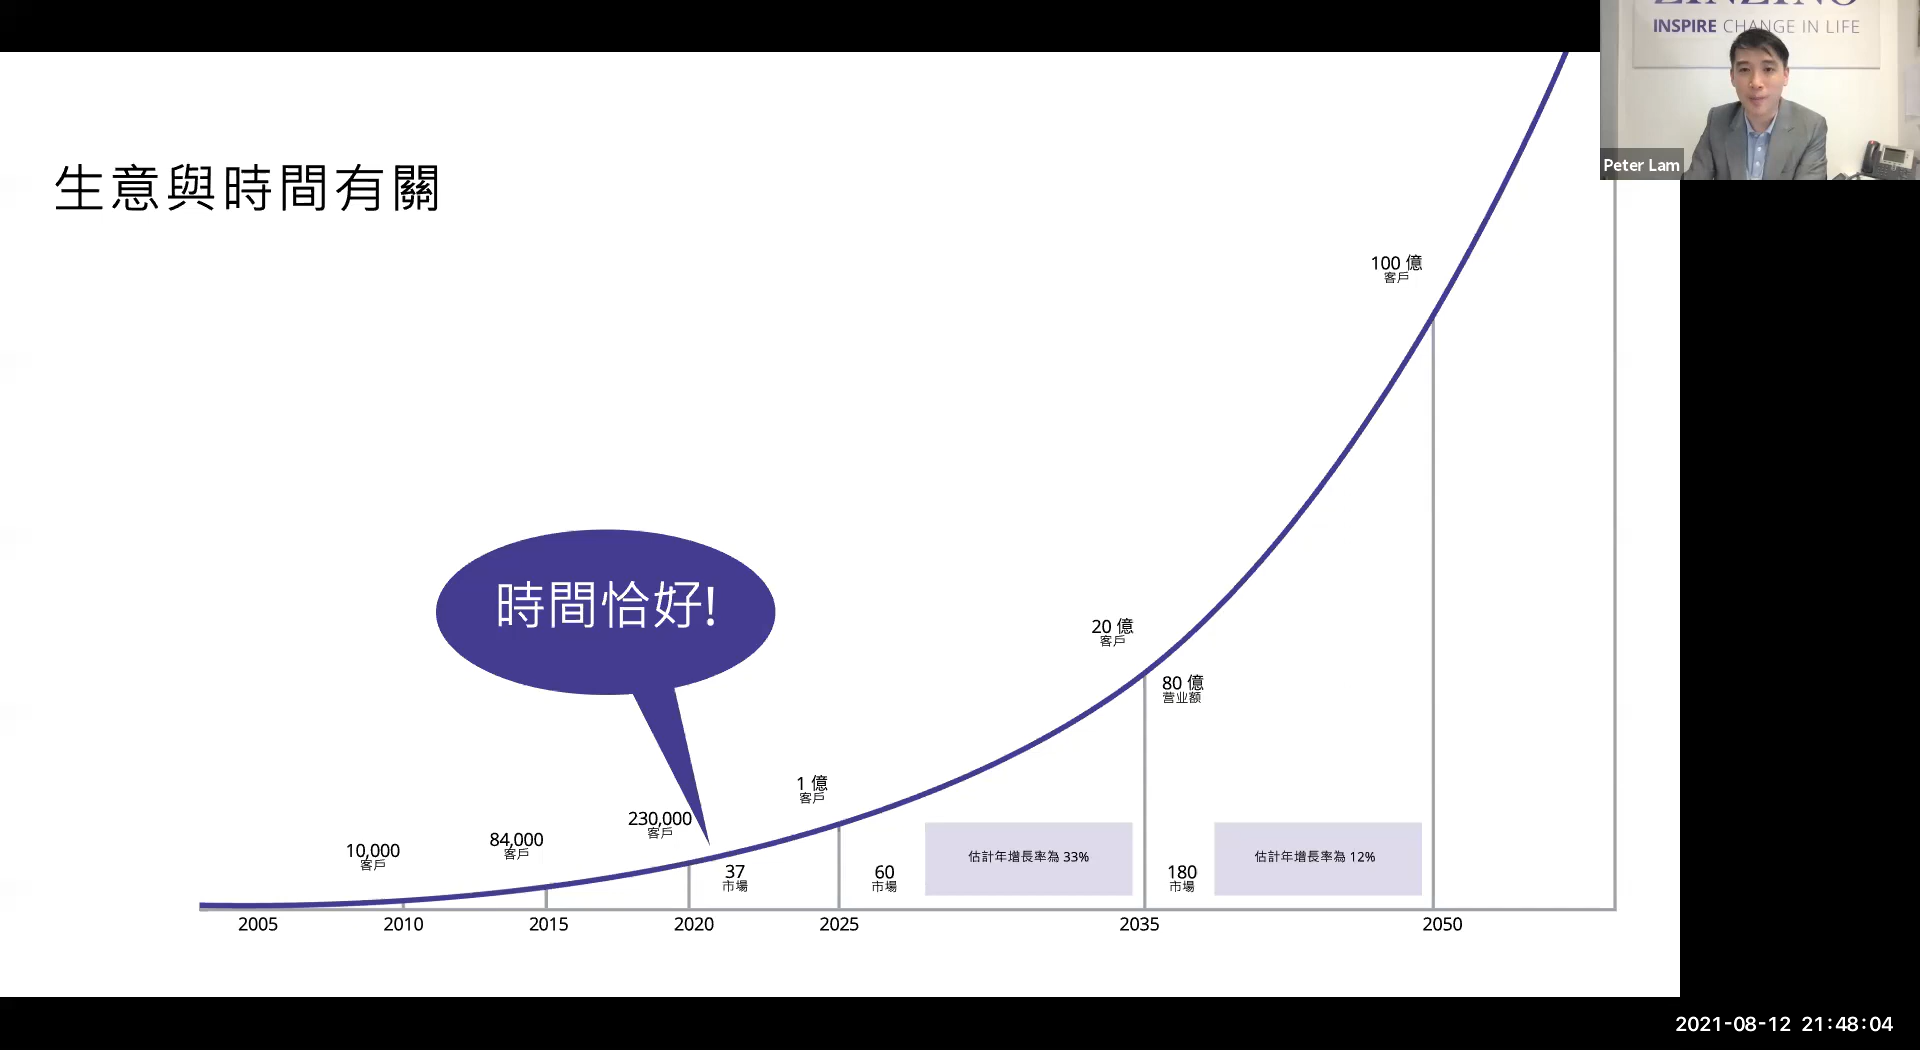 INSPIRE CHANGE IN LIFE
Peter Lam
生意與時間有關
100 億
客戶
時間恰好!
20 億
客戶
80 億
营业额
1 億
客戶
230,000
客戶
84,000
客戶
10,000
客戶
37
市場
60
市場
估計年增長率為 33%
180
市場
估計年增長率為 12%
2005 2010 2015 2020 2025 2035 2050
2021-08-12 21:48:04